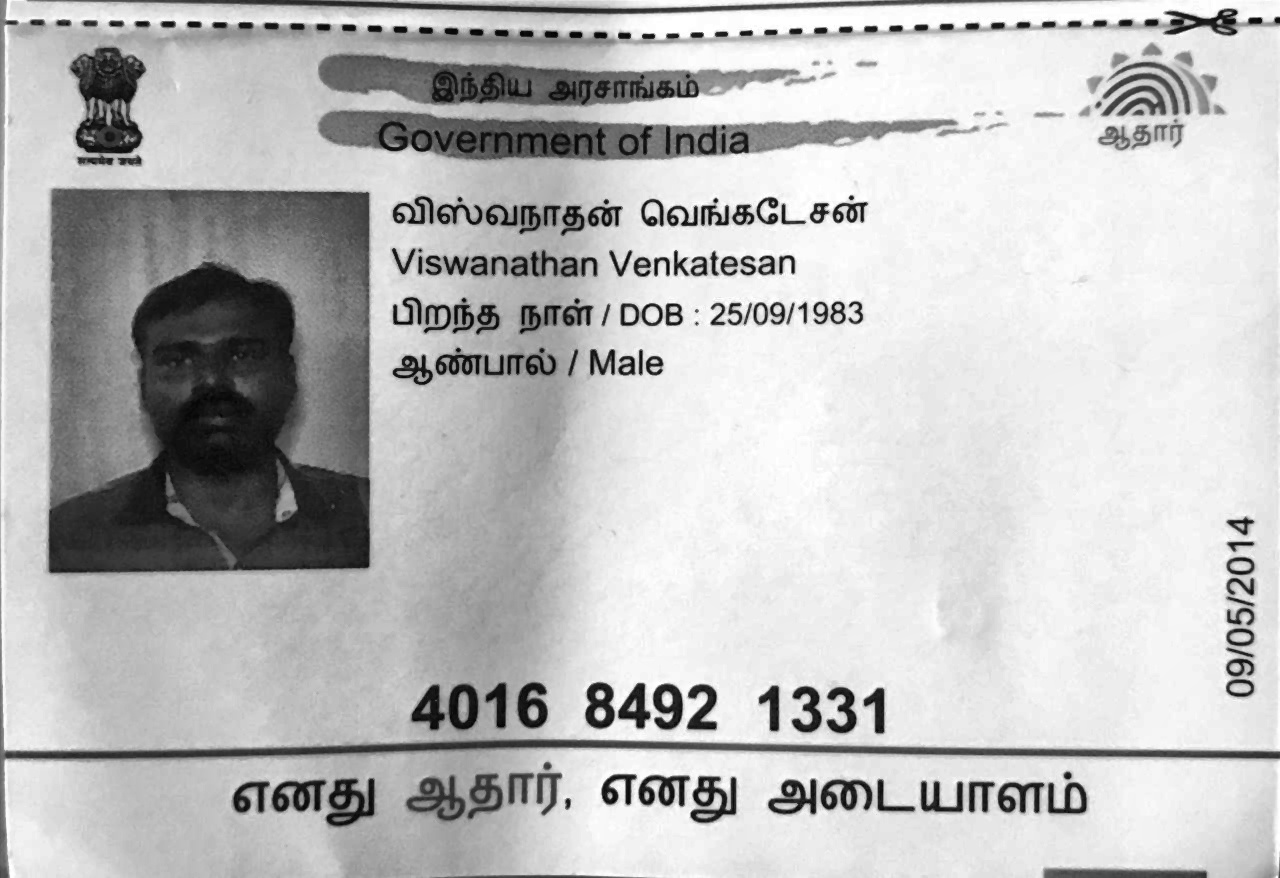 இந்திய அரசாங்கம்
Government of India
ஆதார்
सत्यमेव जयते
விஸ்வநாதன் வெங்கடேசன்
Viswanathan Venkatesan
பிறந்த நாள் / DOB : 25/09/1983
ஆண்பால் / Male
09/05/2014
4016 8492 1331
எனது ஆதார், எனது அடையாளம்